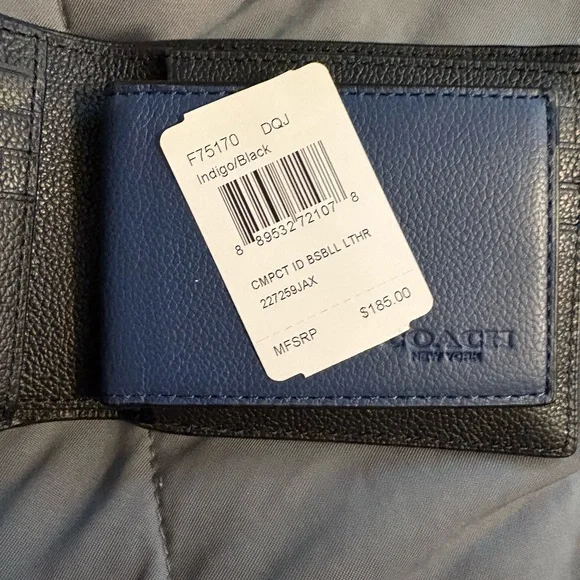 F75170 DQJ
Indigo/Black
8 89532 72107 8
CMPCT ID BSBLL LTHR
227259JAX
MFSRP $185.00
COACH
NEW YORK